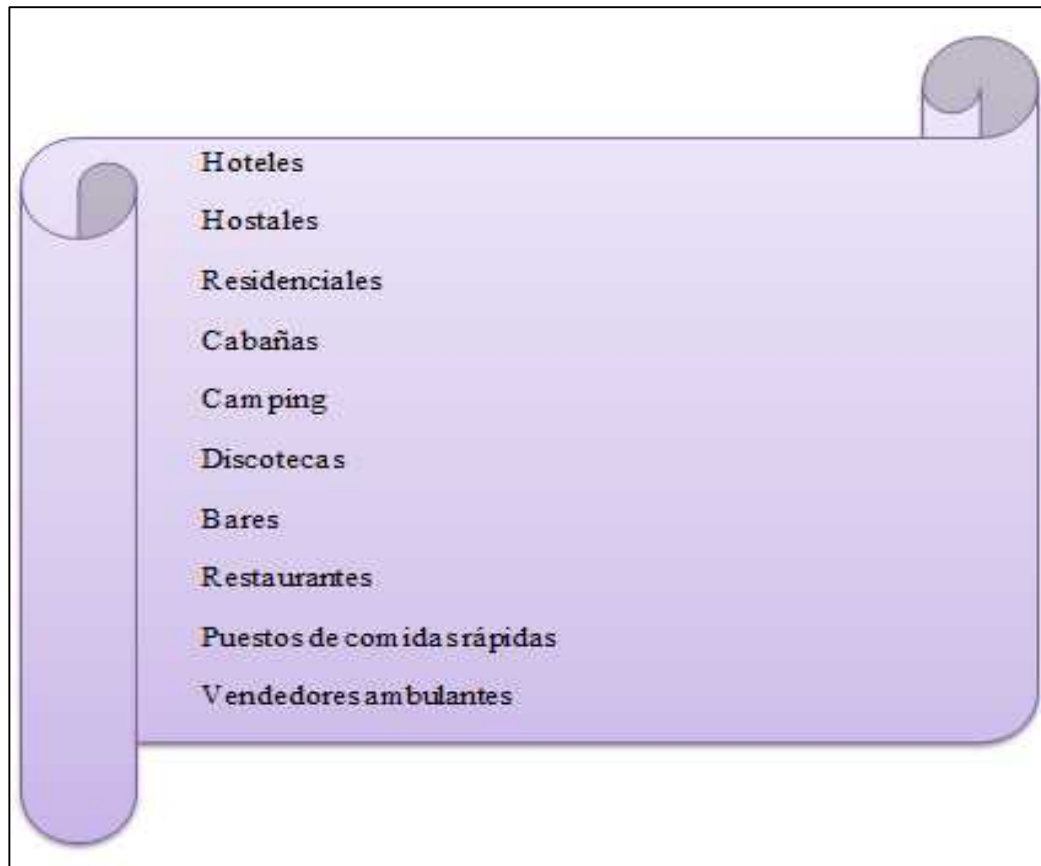 Hoteles
Hostales
Residenciales
Cabañas
Camping
Discotecas
Bares
Restaurantes
Puestos de comidas rápidas
Vendedores ambulantes